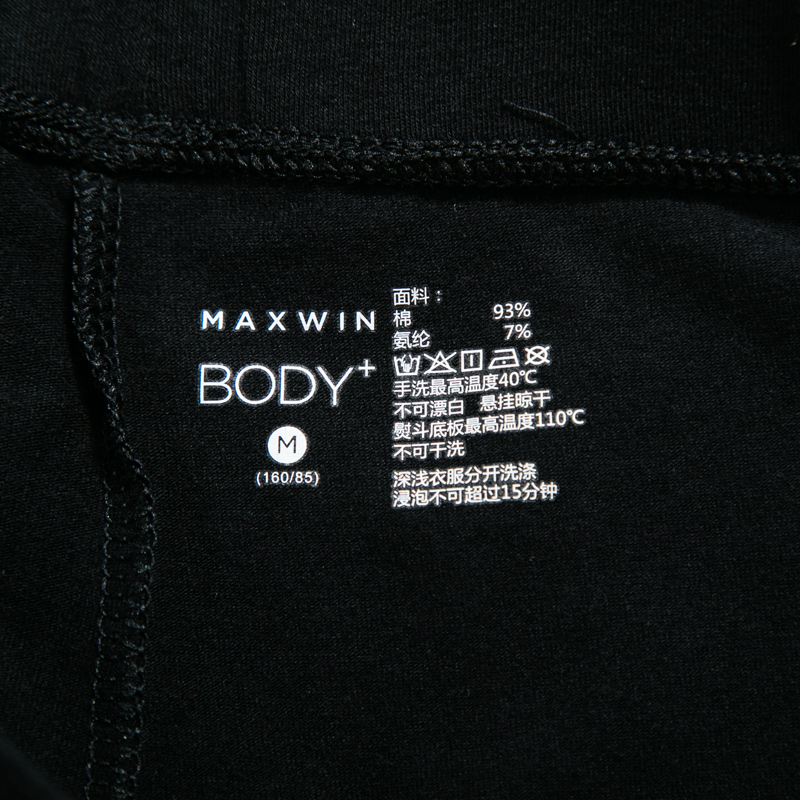 MAXWIN
BODY+
M
(160/85)
面料：
棉 93%
氨纶 7%
手洗最高温度40℃
不可漂白 悬挂晾干
熨斗底板最高温度110℃
不可干洗
深浅衣服分开洗涤
浸泡不可超过15分钟